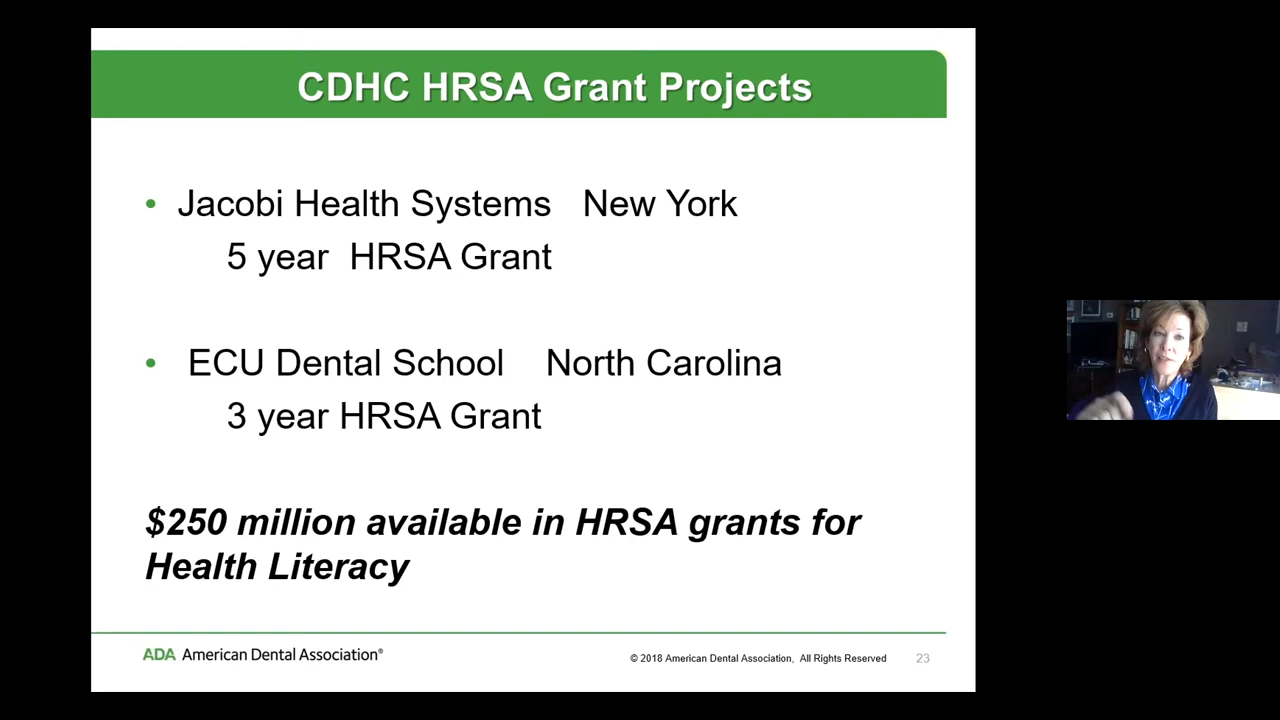 CDHC HRSA Grant Projects
• Jacobi Health Systems New York
5 year HRSA Grant
• ECU Dental School North Carolina
3 year HRSA Grant
$250 million available in HRSA grants for
Health Literacy
ADA American Dental Association®
© 2018 American Dental Association, All Rights Reserved
23